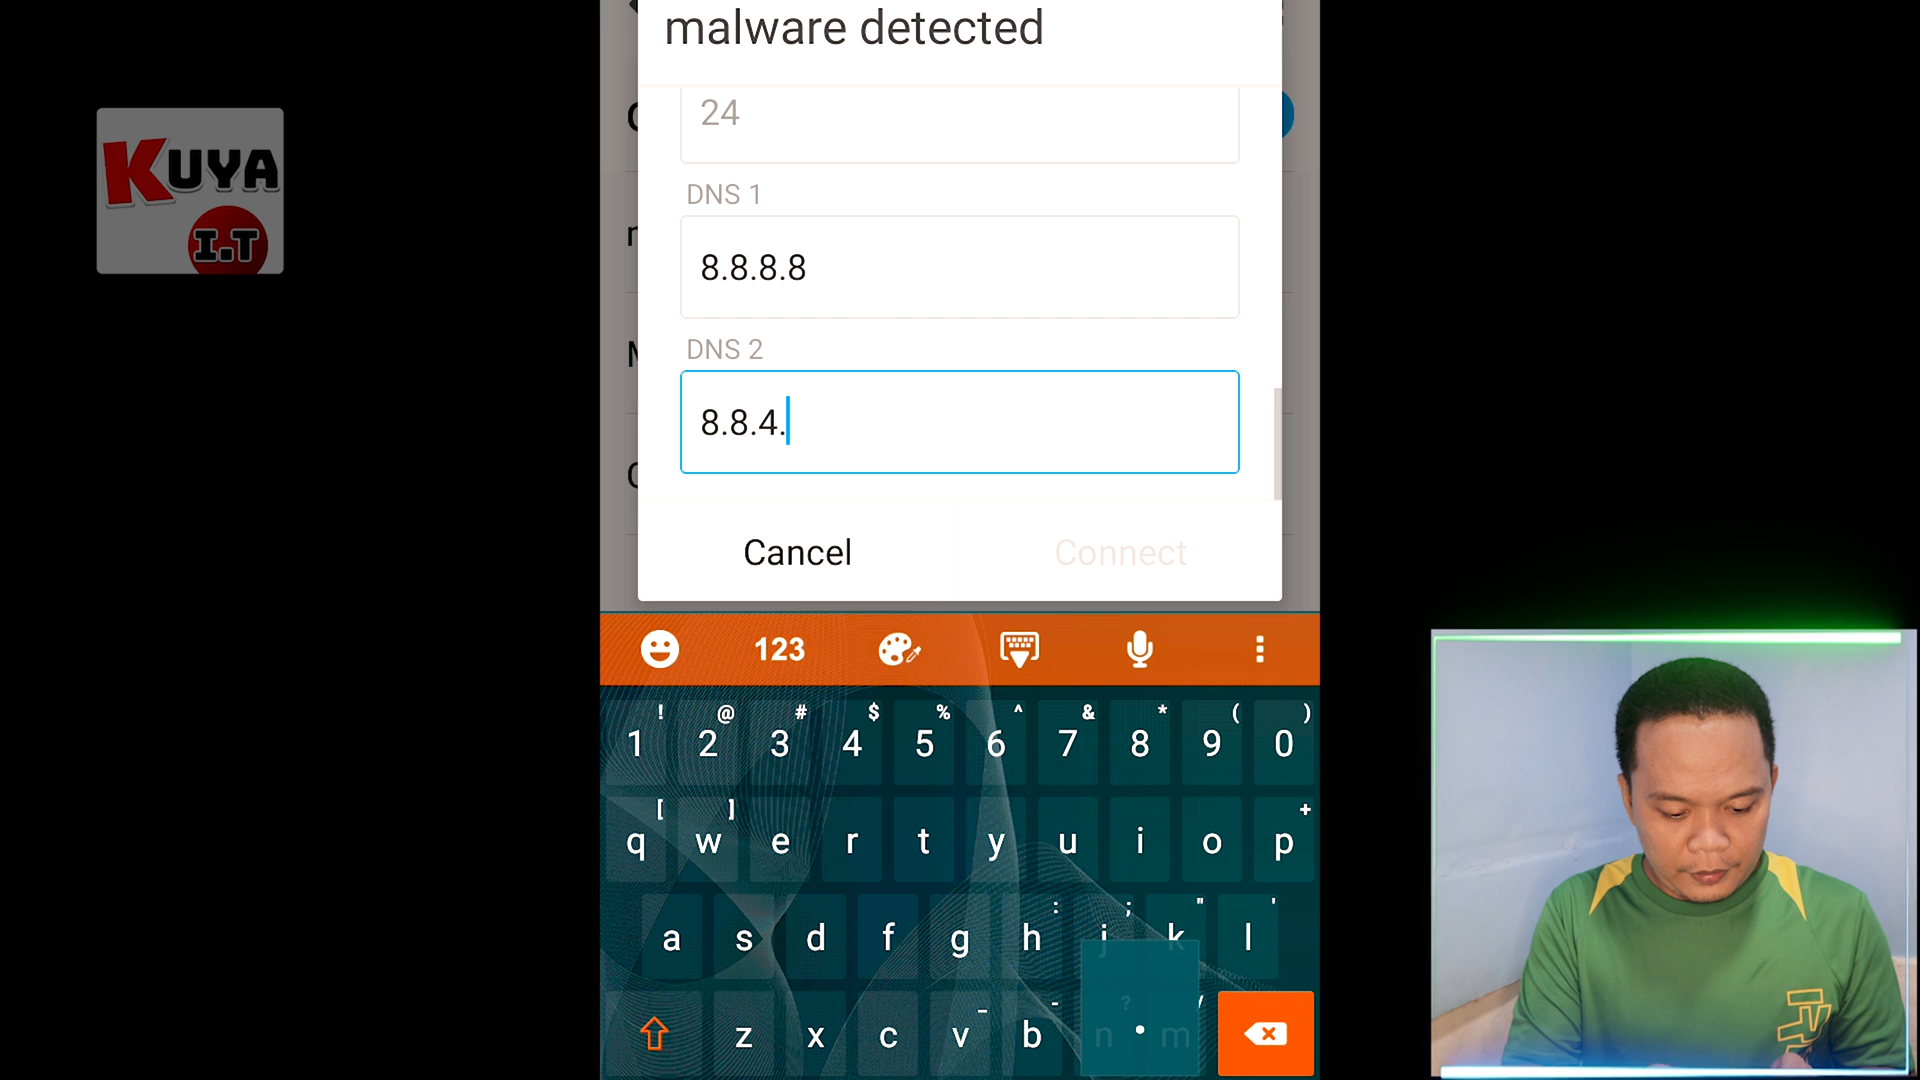 malware detected
24
DNS 1
8.8.8.8
DNS 2
8.8.4.
Cancel
Connect
KUYA
I.T
123
! @ # $ % ^ & * ( )
1 2 3 4 5 6 7 8 9 0
[ ] +
q w e r t y u i o p
: ; " '
a s d f g h j k l
- - ? /
z x c v b n . m